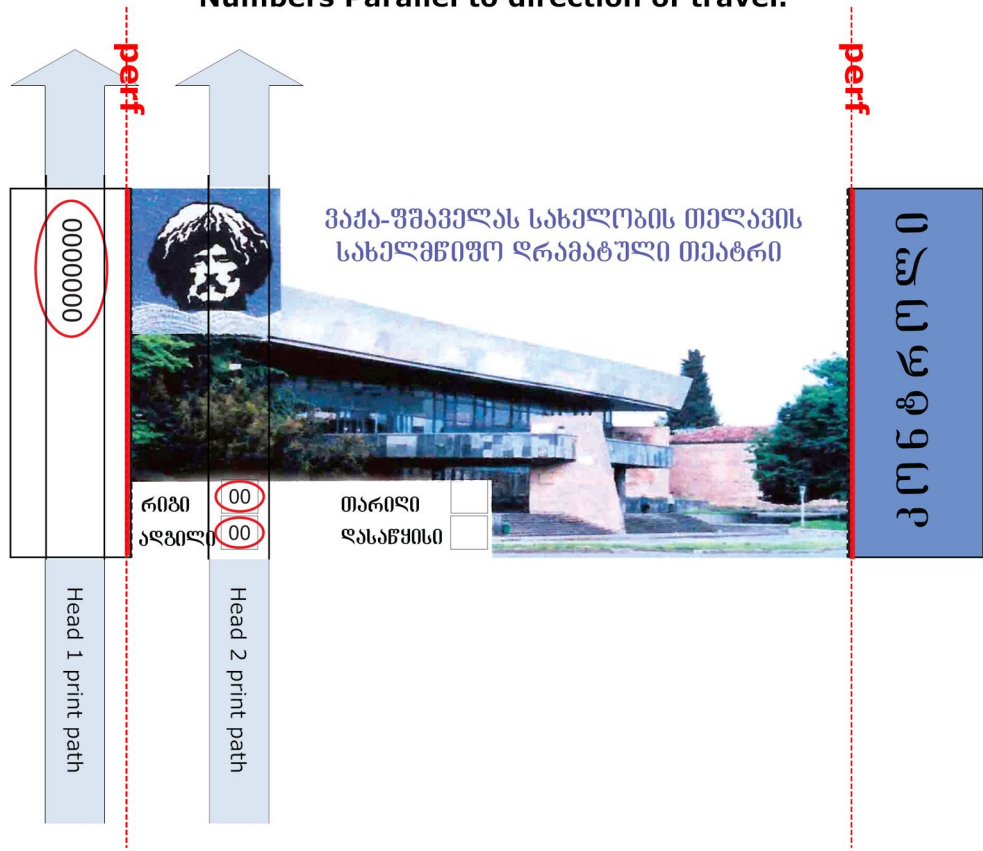 Numbers Parallel to direction of travel.
perf
perf
0000000
ვაჟა-ფშაველას სახელობის თელავის
სახელმწიფო დრამატული თეატრი
რიგი 00 თარიღი
ადგილი 00 დასაწყისი
კონტროლი
Head 1 print path
Head 2 print path